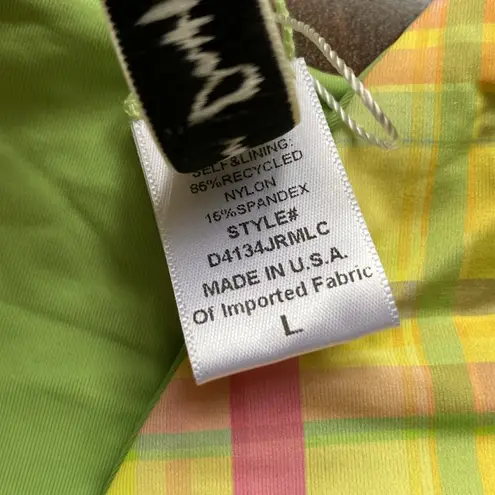 SELF&LINING:
85%RECYCLED
NYLON
15%SPANDEX
STYLE#
D4134JRMLC
MADE IN U.S.A.
Of Imported Fabric
L